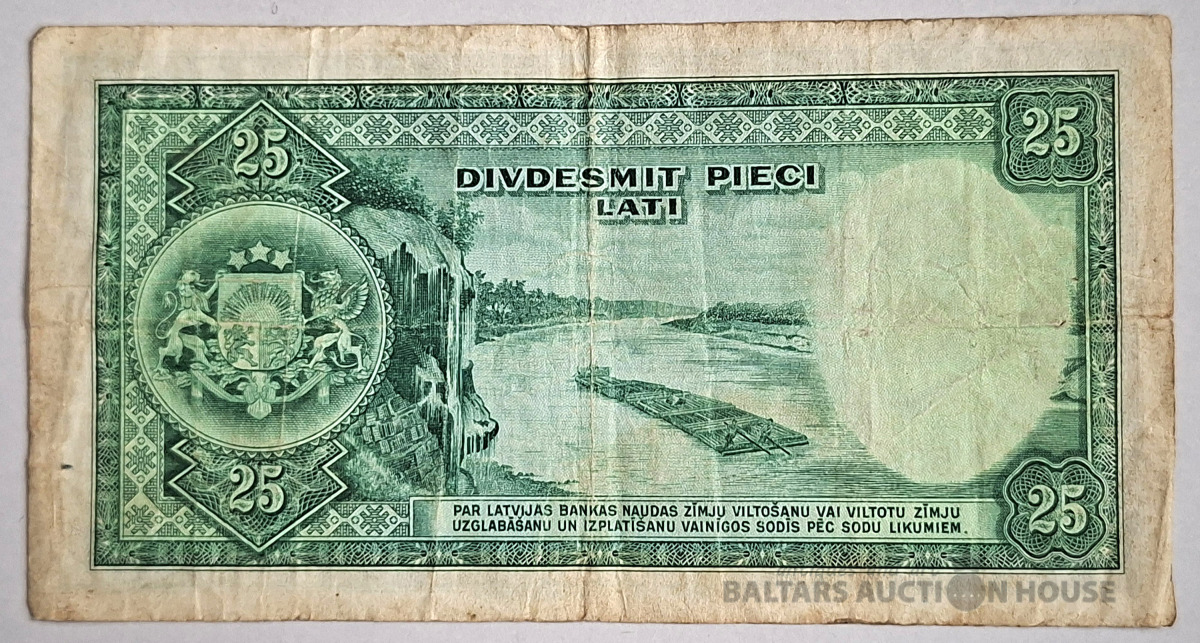 25
25
DIVDESMIT PIECI
LATI
25
25
PAR LATVIJAS BANKAS NAUDAS ZĪMJU VILTOŠANU VAI VILTOTU ZĪMJU
UZGLABĀŠANU UN IZPLATĪŠANU VAINĪGOS SODĪS PĒC SODU LIKUMIEM.
BALTARS AUCTION HOUSE